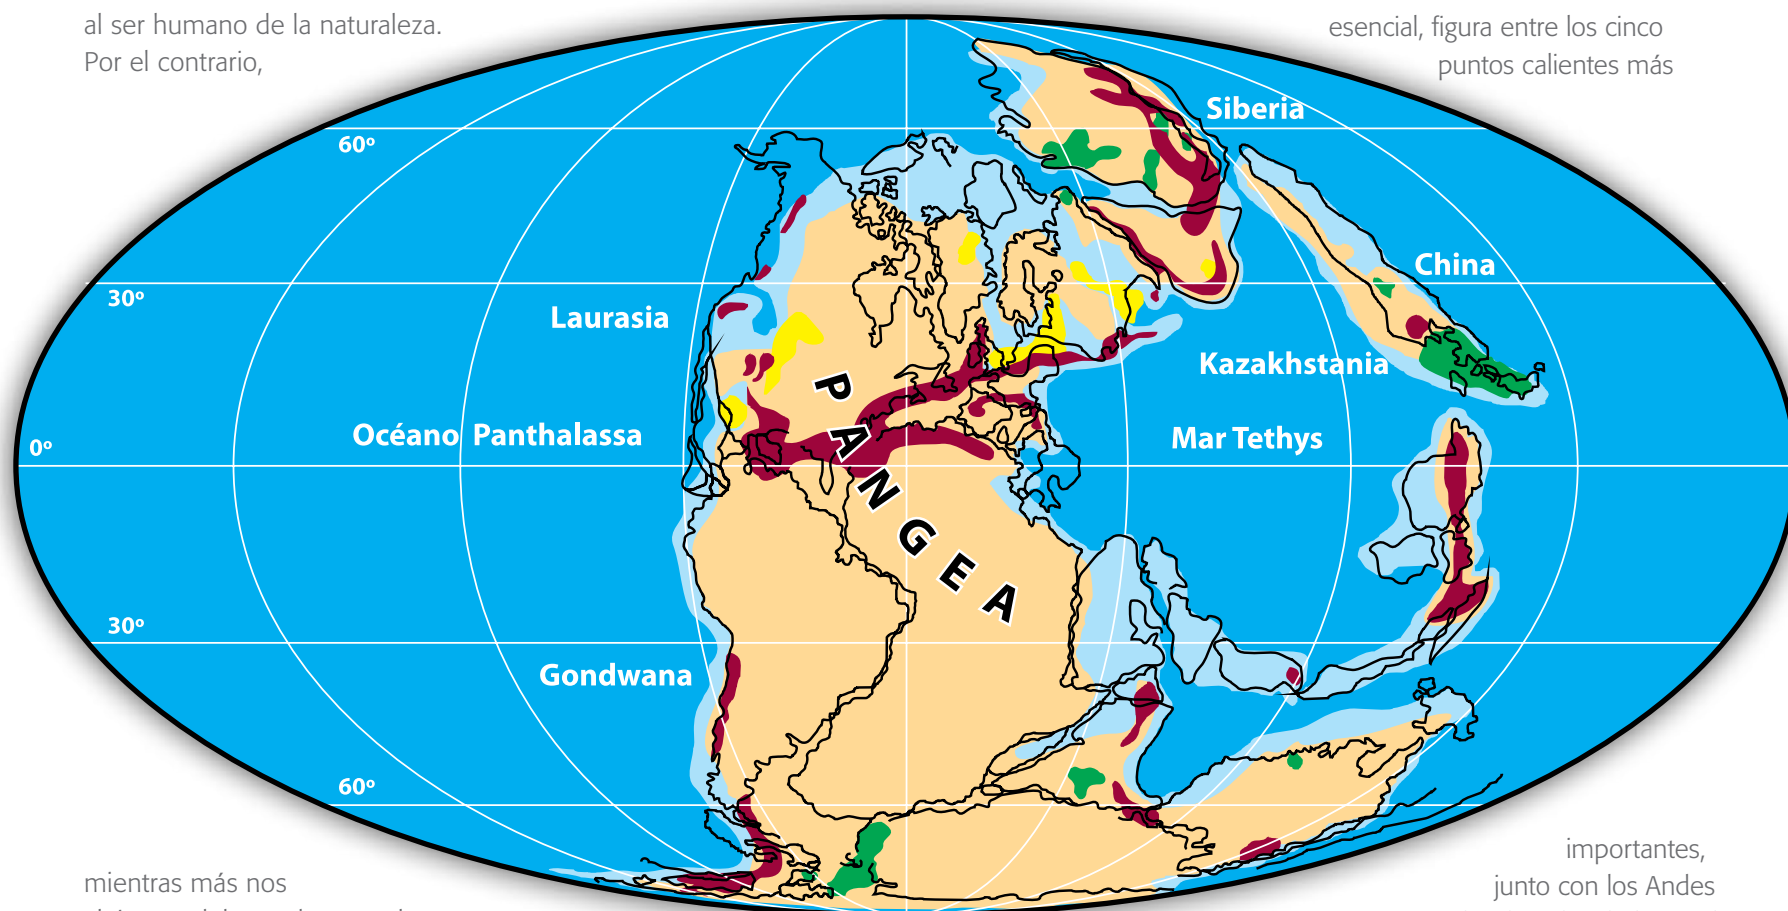 al ser humano de la naturaleza.
Por el contrario,
esencial, figura entre los cinco
puntos calientes más
Siberia
60º
China
30º
Laurasia
Kazakhstania
PANGEA
Océano Panthalassa
Mar Tethys
0º
30º
Gondwana
60º
mientras más nos
importantes,
junto con los Andes